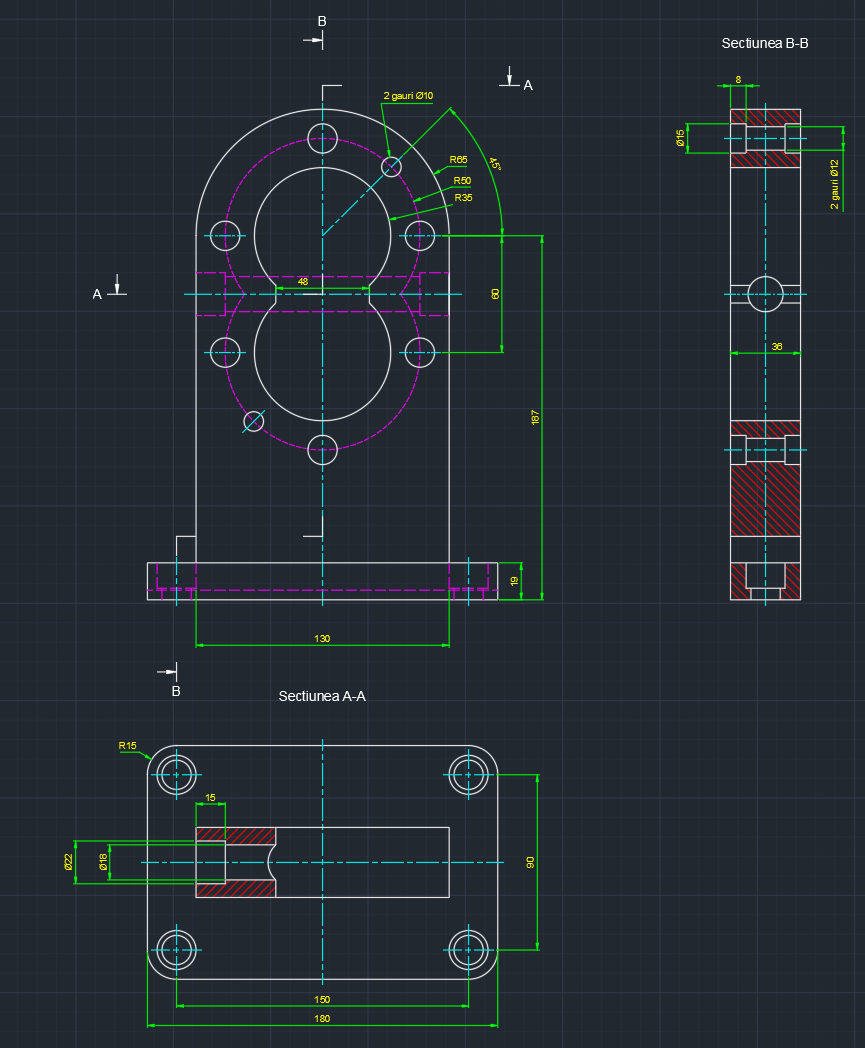 B
Sectiunea B-B
A
2 gauri Ø10
45°
R65
R50
R35
8
Ø15
2 gauri Ø12
A
48
60
187
36
19
130
B
Sectiunea A-A
R15
15
Ø22
Ø18
90
150
180